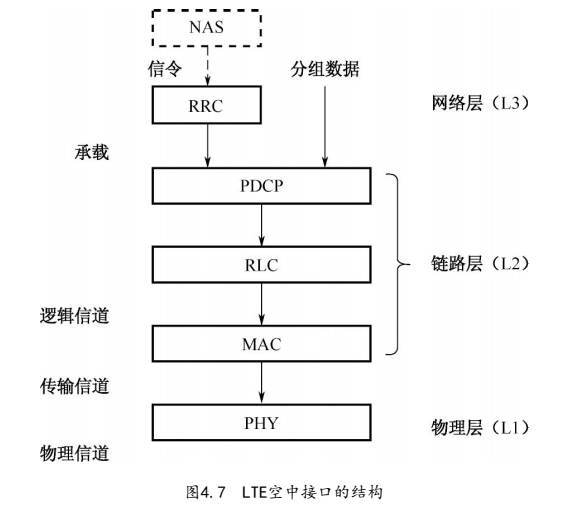 NAS
信令
分组数据
RRC
网络层（L3）
承载
PDCP
RLC
链路层（L2）
逻辑信道
MAC
传输信道
PHY
物理层（L1）
物理信道
图4.7 LTE空中接口的结构